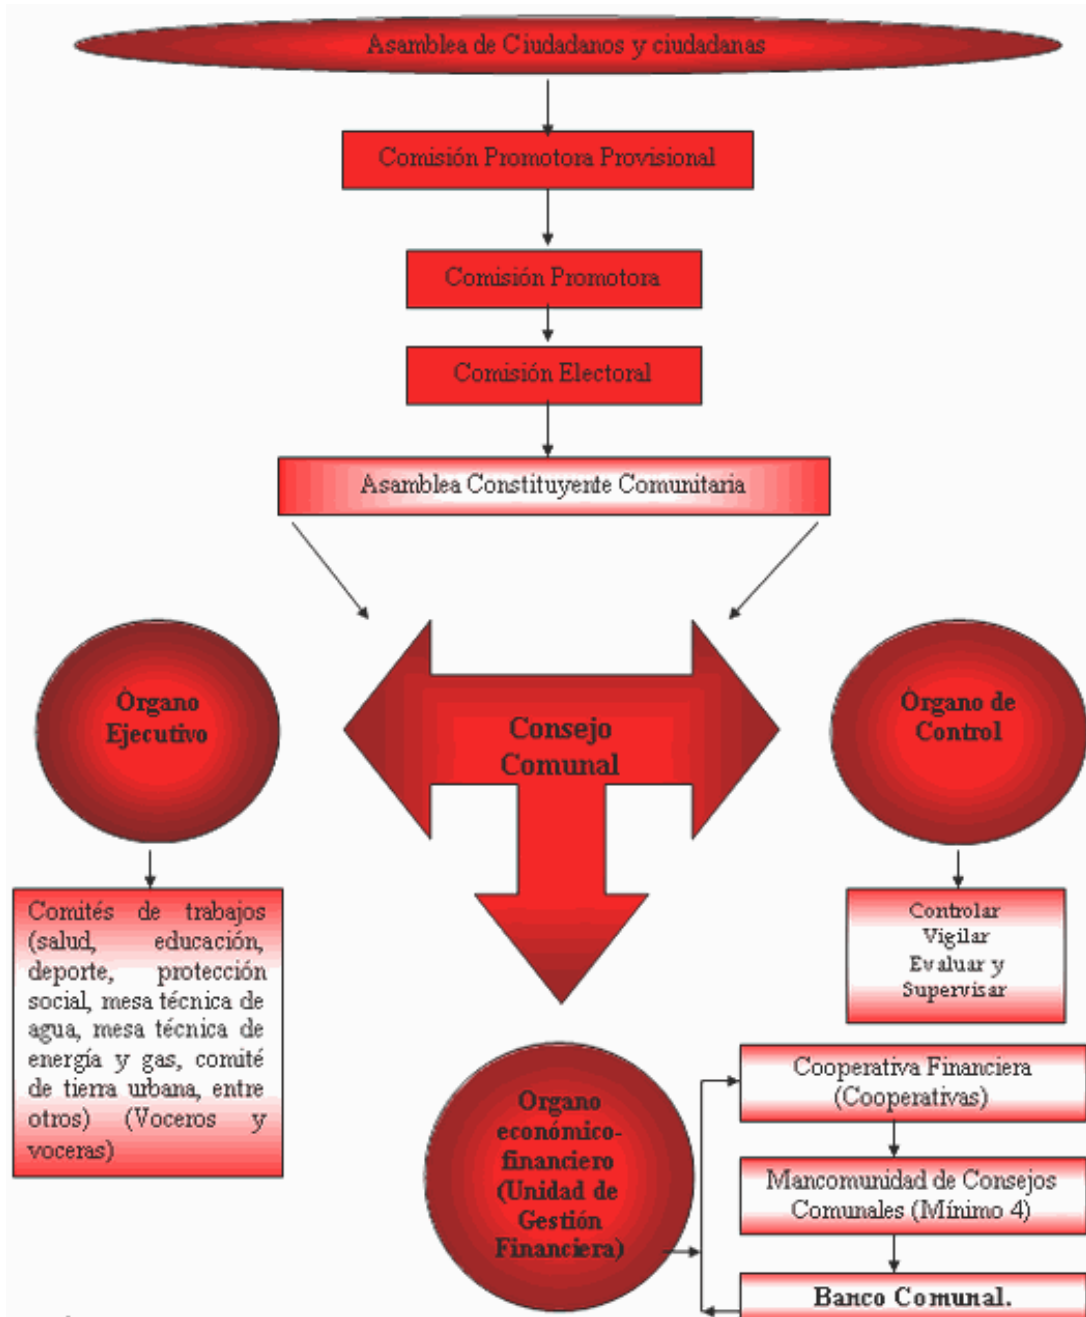 Asamblea de Ciudadanos y ciudadanas
Comisión Promotora Provisional
Comisión Promotora
Comisión Electoral
Asamblea Constituyente Comunitaria
Órgano
Ejecutivo
Consejo
Comunal
Órgano de
Control
Comités de trabajos
(salud, educación,
deporte, protección
social, mesa técnica de
agua, mesa técnica de
energía y gas, comité
de tierra urbana, entre
otros) (Voceros y
voceras)
Controlar
Vigilar
Evaluar y
Supervisar
Organo
económico-
financiero
(Unidad de
Gestión
Financiera)
Cooperativa Financiera
(Cooperativas)
Mancomunidad de Consejos
Comunales (Mínimo 4)
Banco Comunal.